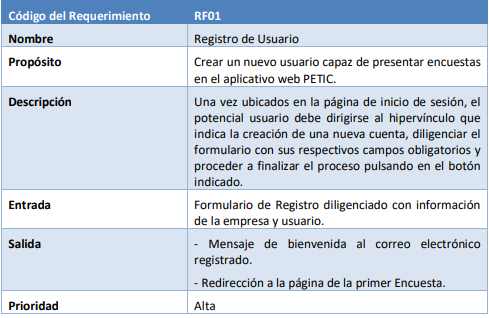 Código del Requerimiento RF01
Nombre Registro de Usuario
Propósito Crear un nuevo usuario capaz de presentar encuestas
en el aplicativo web PETIC.
Descripción Una vez ubicados en la página de inicio de sesión, el
potencial usuario debe dirigirse al hipervínculo que
indica la creación de una nueva cuenta, diligenciar el
formulario con sus respectivos campos obligatorios y
proceder a finalizar el proceso pulsando en el botón
indicado.
Entrada Formulario de Registro diligenciado con información
de la empresa y usuario.
Salida - Mensaje de bienvenida al correo electrónico
registrado.
- Redirección a la página de la primer Encuesta.
Prioridad Alta